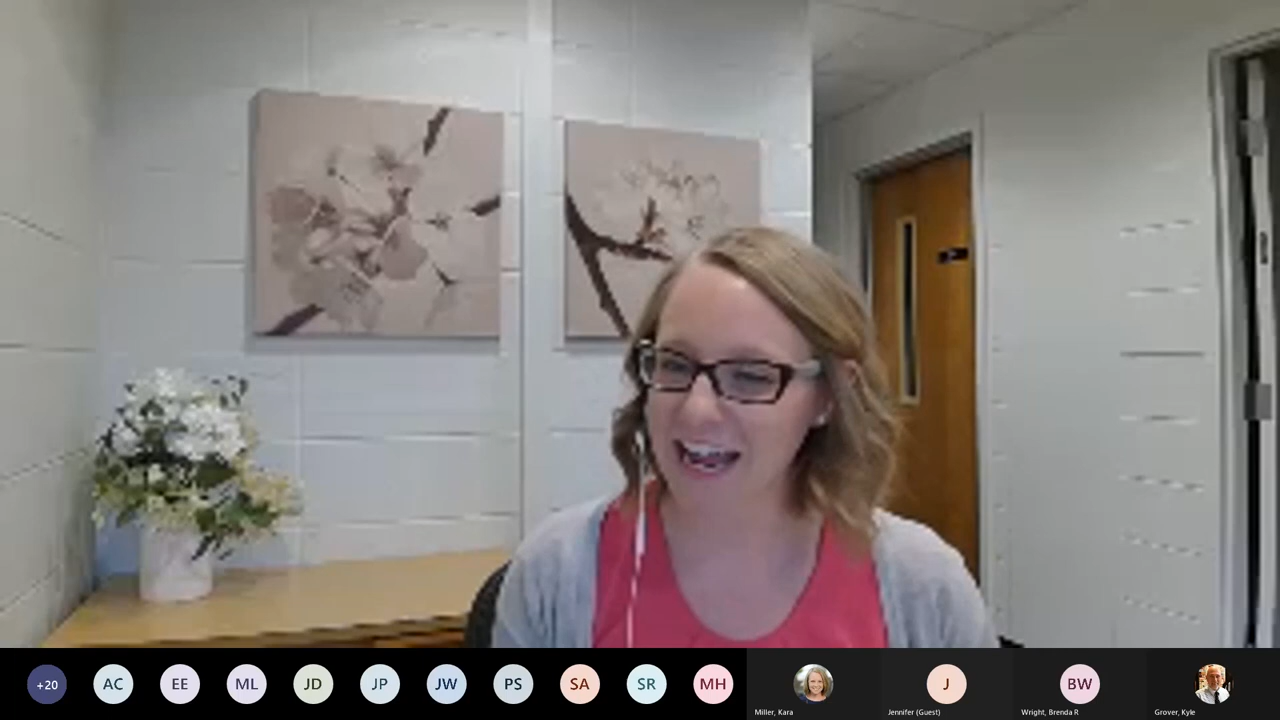 +20 AC EE ML JD JP JW PS SA SR MH J BW
Miller, Kara Jennifer (Guest) Wright, Brenda R Grover, Kyle